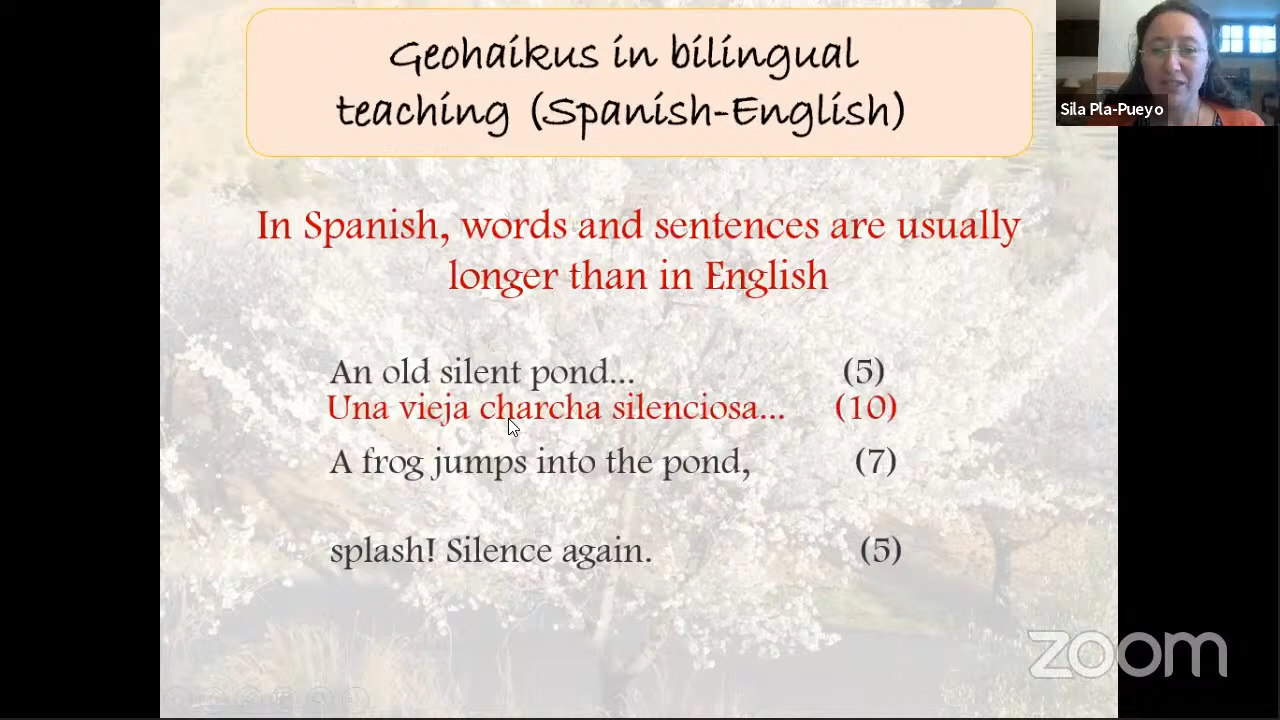 Geohaikus in bilingual
teaching (Spanish-English)
Sila Pla-Pueyo
In Spanish, words and sentences are usually
longer than in English
An old silent pond... (5)
Una vieja charcha silenciosa... (10)
A frog jumps into the pond, (7)
splash! Silence again. (5)
zoom